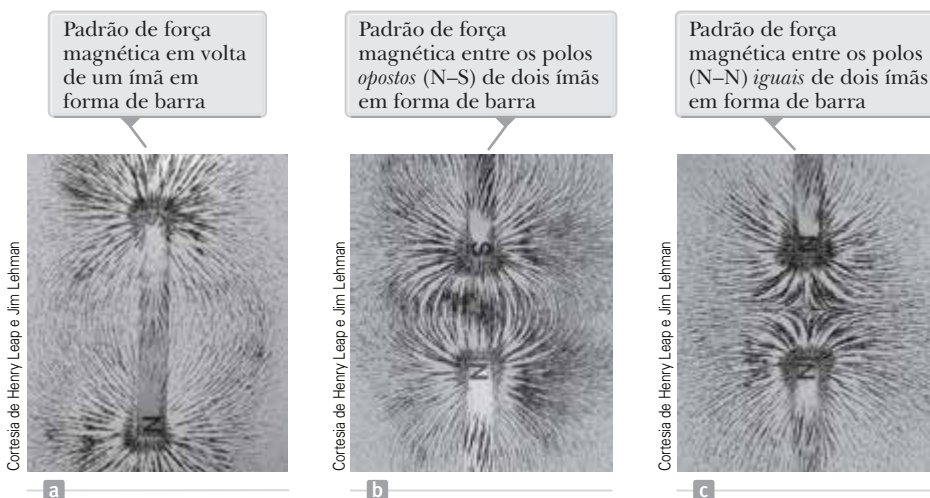 Padrão de força
magnética em volta
de um ímã em
forma de barra
Padrão de força
magnética entre os polos
opostos (N–S) de dois ímãs
em forma de barra
Padrão de força
magnética entre os polos
(N–N) iguais de dois ímãs
em forma de barra
Cortesia de Henry Leap e Jim Lehman
N
a
Cortesia de Henry Leap e Jim Lehman
S
N
b
Cortesia de Henry Leap e Jim Lehman
N
N
c